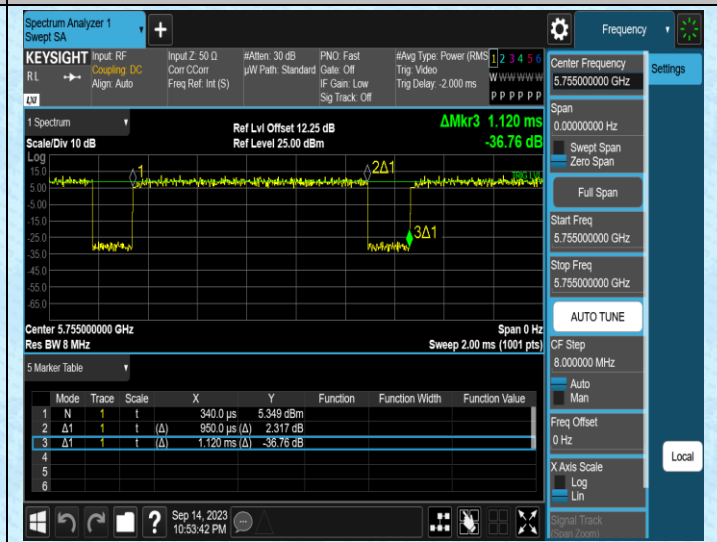 Spectrum Analyzer 1
Swept SA
+
Frequency
KEYSIGHT Input: RF Input Z: 50 Ω #Atten: 30 dB PNO: Fast #Avg Type: Power (RMS 1 2 3 4 5 6
RL Coupling: DC Corr CCorr µW Path: Standard Gate: Off Trig: Video W W W W W W
Align: Auto Freq Ref: Int (S) IF Gain: Low Trig Delay: -2.000 ms
LXI Sig Track: Off P P P P P P
1 Spectrum
Ref Lvl Offset 12.25 dB ΔMkr3 1.120 ms
Scale/Div 10 dB Ref Level 25.00 dBm -36.76 dB
Log
15.0
5.00
-5.00
-15.0
-25.0
-35.0
-45.0
-55.0
-65.0
1
2Δ1
TRIG LVL
3Δ1
Center 5.755000000 GHz Span 0 Hz
Res BW 8 MHz Sweep 2.00 ms (1001 pts)
5 Marker Table
Mode Trace Scale X Y Function Function Width Function Value
1 N 1 t 340.0 µs 5.349 dBm
2 Δ1 1 t (Δ) 950.0 µs (Δ) 2.317 dB
3 Δ1 1 t (Δ) 1.120 ms (Δ) -36.76 dB
4
5
6
Sep 14, 2023
10:53:42 PM
Center Frequency
5.755000000 GHz
Span
0.00000000 Hz
Swept Span
Zero Span
Full Span
Start Freq
5.755000000 GHz
Stop Freq
5.755000000 GHz
AUTO TUNE
CF Step
8.000000 MHz
Auto
Man
Freq Offset
0 Hz
X Axis Scale
Log
Lin
Signal Track
(Span Zoom)
Settings
Local